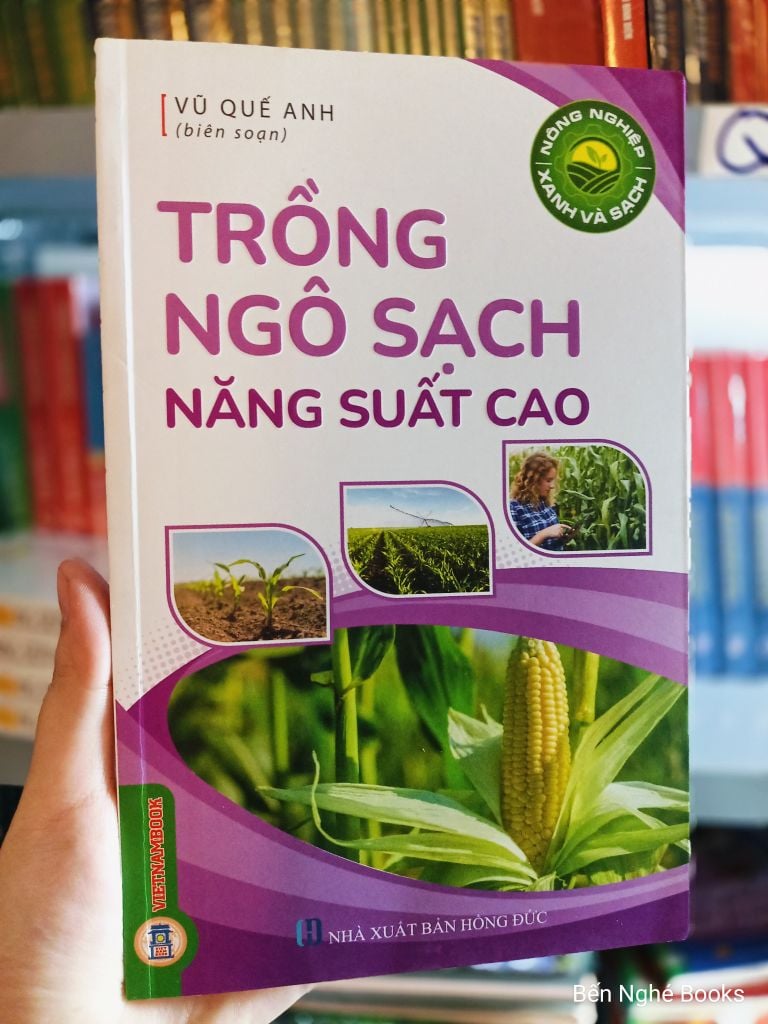 VŨ QUẾ ANH
(biên soạn)
NÔNG NGHIỆP
XANH VÀ SẠCH
TRỒNG
NGÔ SẠCH
NĂNG SUẤT CAO
VIETNAMBOOK
NHÀ XUẤT BẢN HỒNG ĐỨC
Bến Nghé Books